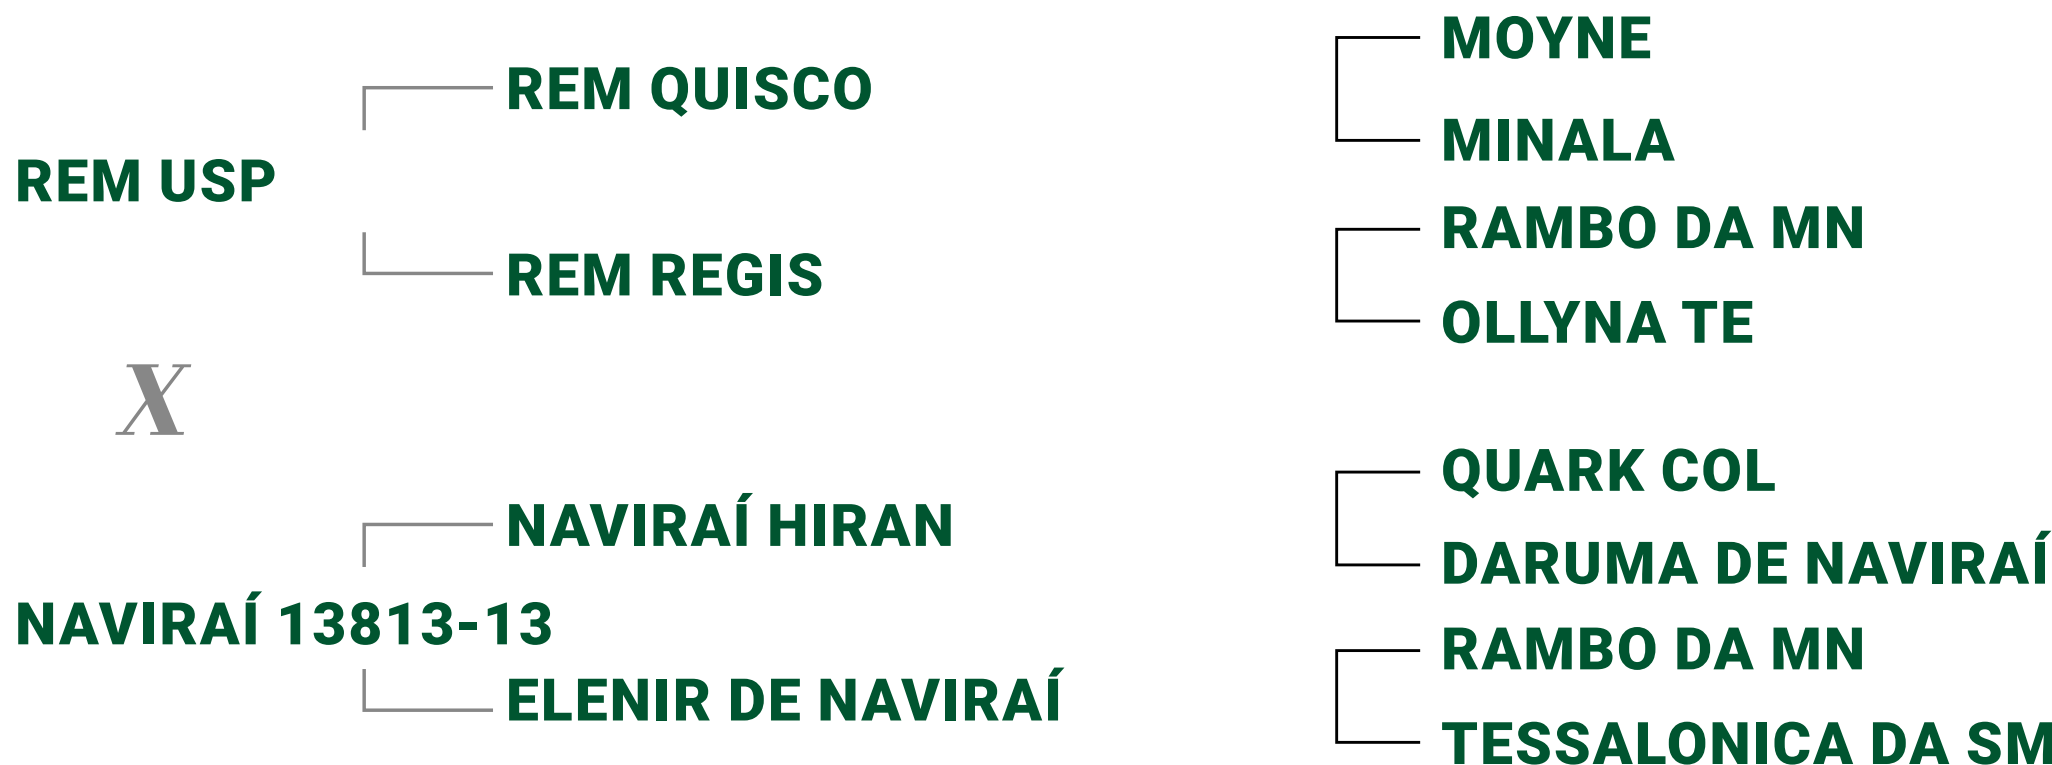 MOYNE
REM QUISCO
MINALA
REM USP
RAMBO DA MN
REM REGIS
OLLYNA TE
X
QUARK COL
NAVIRAÍ HIRAN
DARUMA DE NAVIRAÍ
NAVIRAÍ 13813-13
RAMBO DA MN
ELENIR DE NAVIRAÍ
TESSALONICA DA SM